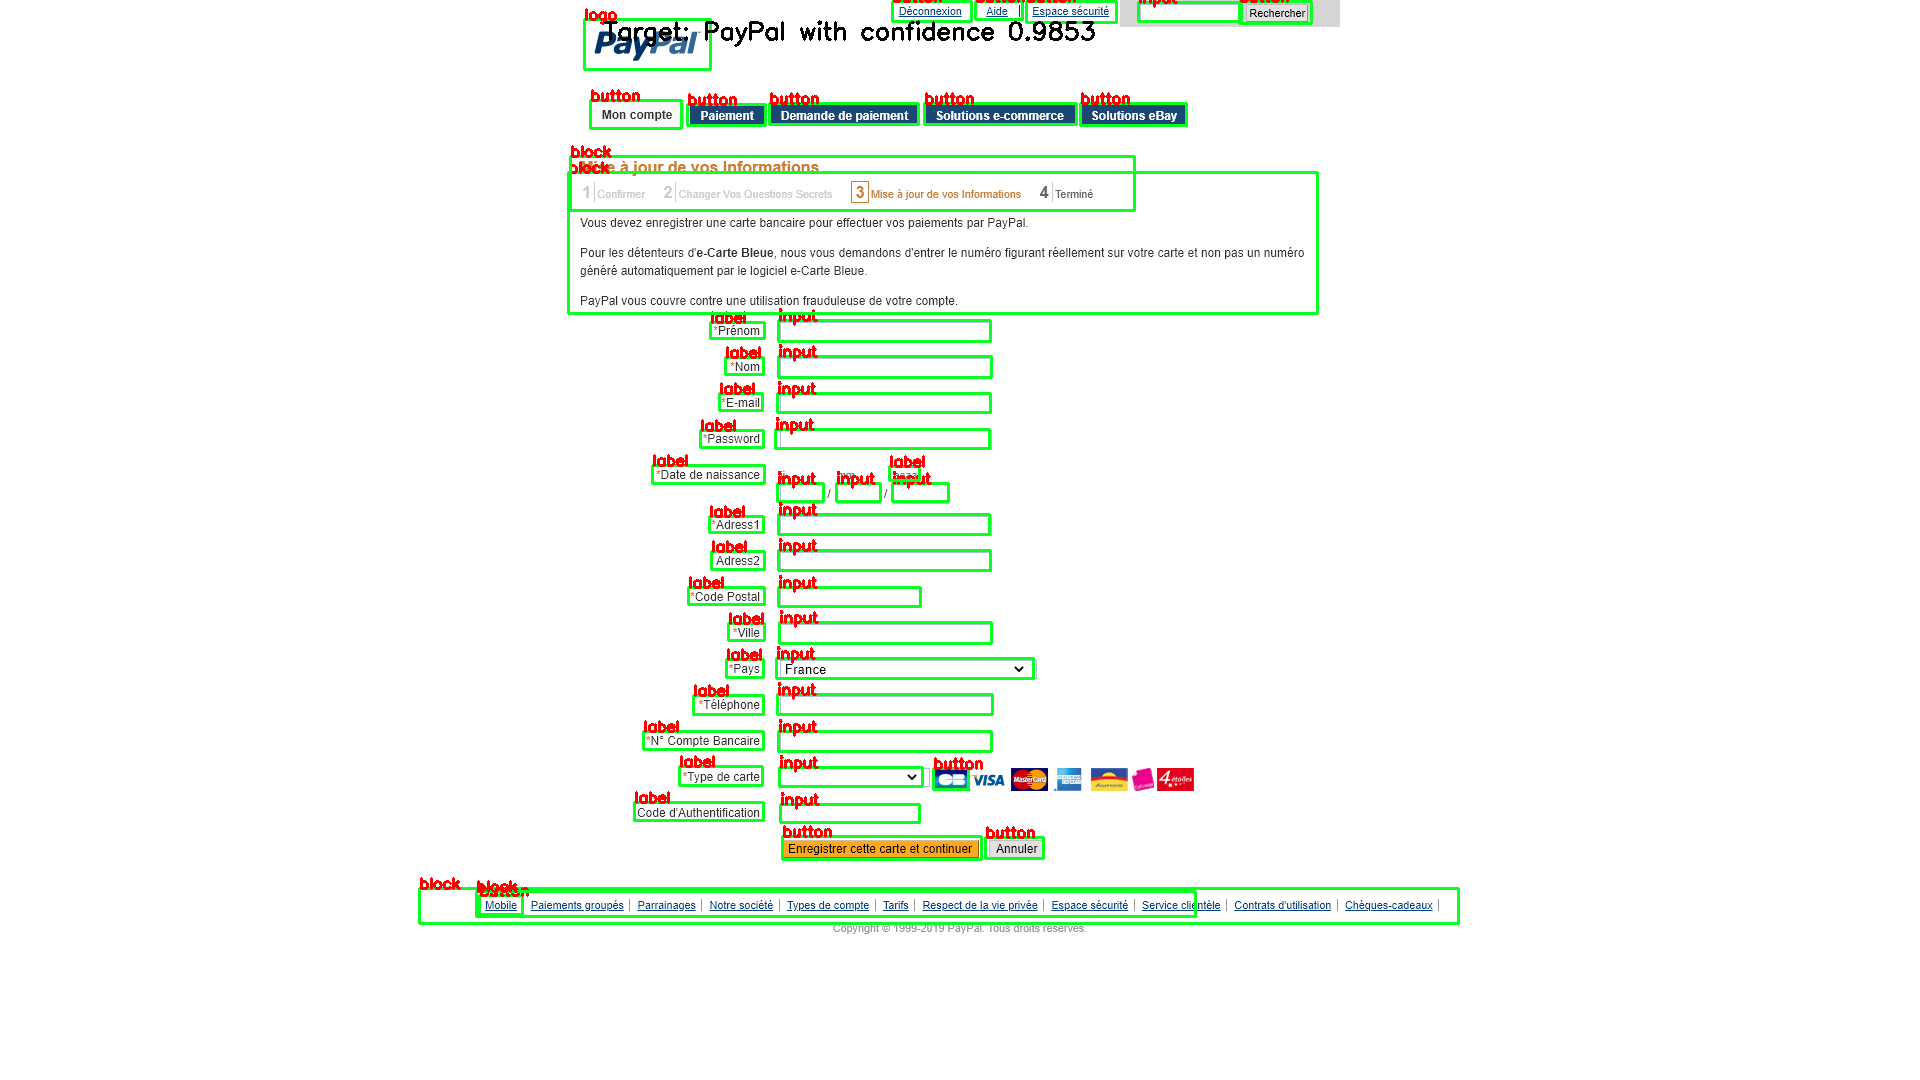 logo
button
button
button
input
button
Déconnexion
Aide
Espace sécurité
Rechercher
Target: PayPal with confidence 0.9853
PayPal
button
button
button
button
button
Mon compte
Paiement
Demande de paiement
Solutions e-commerce
Solutions eBay
block
block
Mise à jour de vos Informations
1 Confirmer
2 Changer Vos Questions Secrets
3 Mise à jour de vos Informations
4 Terminé
Vous devez enregistrer une carte bancaire pour effectuer vos paiements par PayPal.
Pour les détenteurs d'e-Carte Bleue, nous vous demandons d'entrer le numéro figurant réellement sur votre carte et non pas un numéro
généré automatiquement par le logiciel e-Carte Bleue.
PayPal vous couvre contre une utilisation frauduleuse de votre compte.
label input
*Prénom
label input
*Nom
label input
*E-mail
label input
*Password
label label
*Date de naissance
input input input
/ /
label input
*Adress1
label input
Adress2
label input
*Code Postal
label input
*Ville
label input
*Pays France
label input
*Téléphone
label input
*N° Compte Bancaire
label input button
*Type de carte CB VISA MasterCard Aurore 4 étoiles
label input
Code d'Authentification
button button
Enregistrer cette carte et continuer Annuler
block block button
Mobile Paiements groupés Parrainages Notre société Types de compte Tarifs Respect de la vie privée Espace sécurité Service clientèle Contrats d'utilisation Chèques-cadeaux
Copyright © 1999-2019 PayPal. Tous droits réservés.